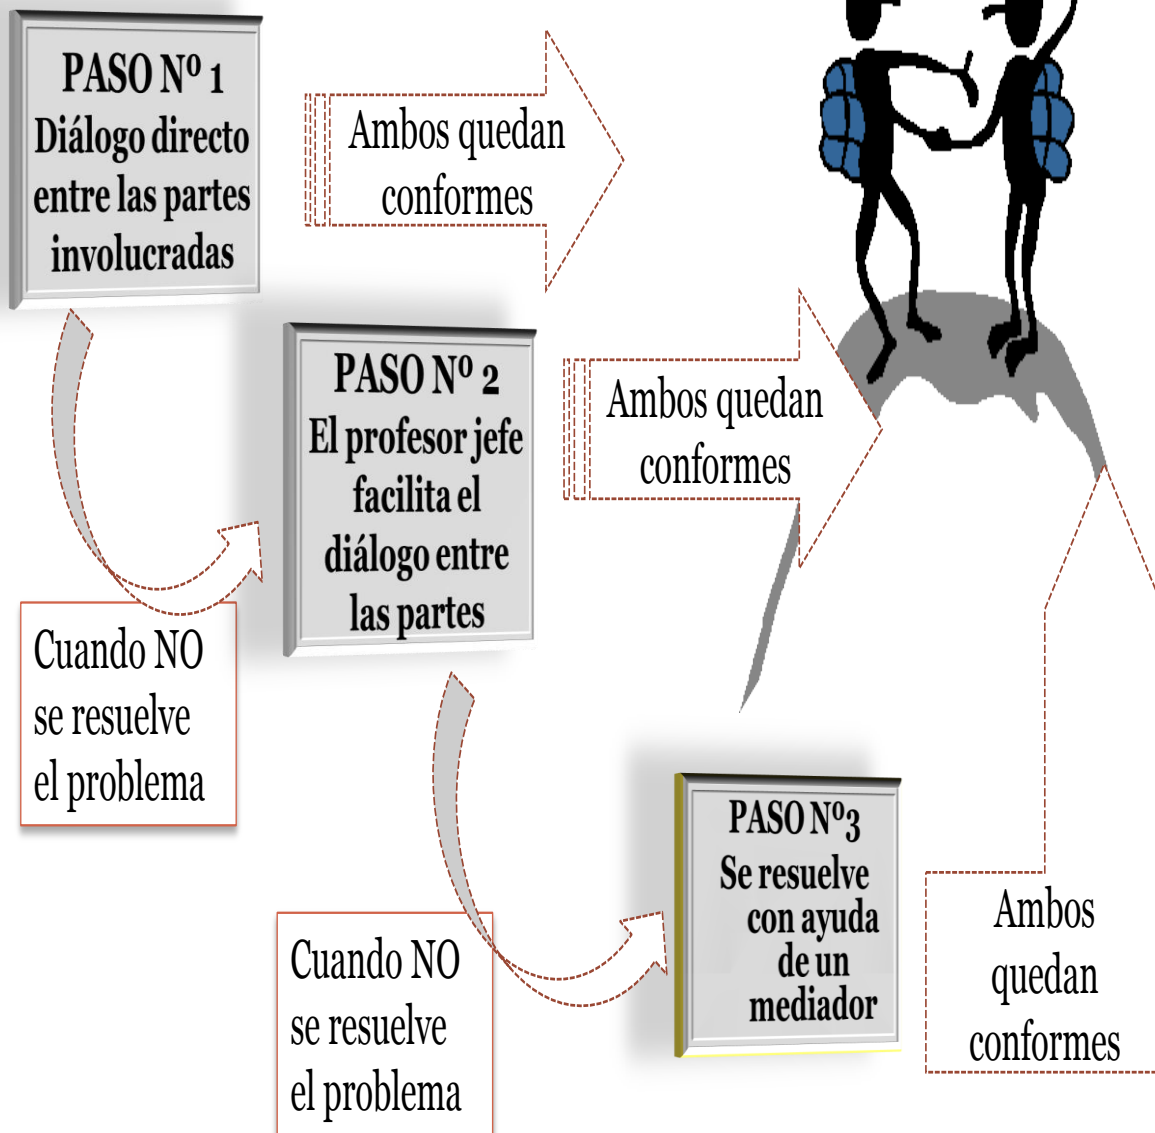 PASO Nº 1
Diálogo directo
entre las partes
involucradas
Ambos quedan
conformes
PASO Nº 2
El profesor jefe
facilita el
diálogo entre
las partes
Ambos quedan
conformes
Cuando NO
se resuelve
el problema
PASO Nº3
Se resuelve
con ayuda
de un
mediador
Ambos
quedan
conformes
Cuando NO
se resuelve
el problema